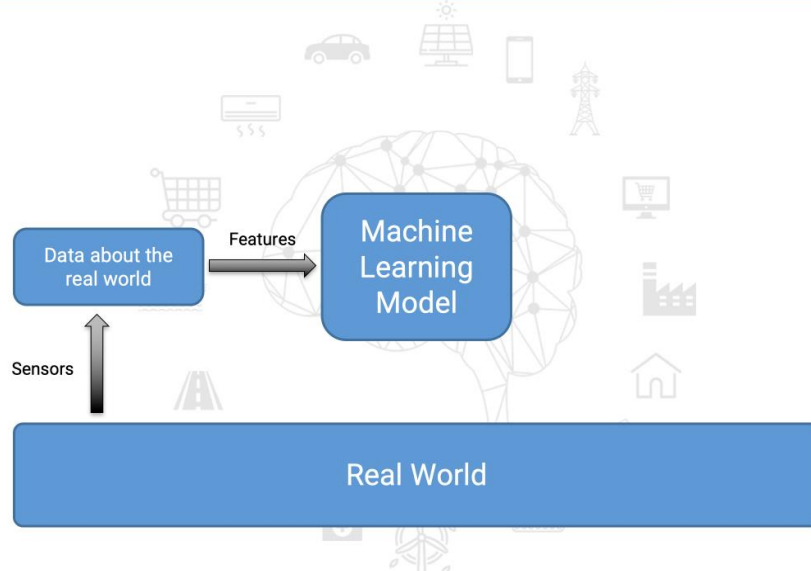 Data about the
real world
Features
Machine
Learning
Model
Sensors
Real World